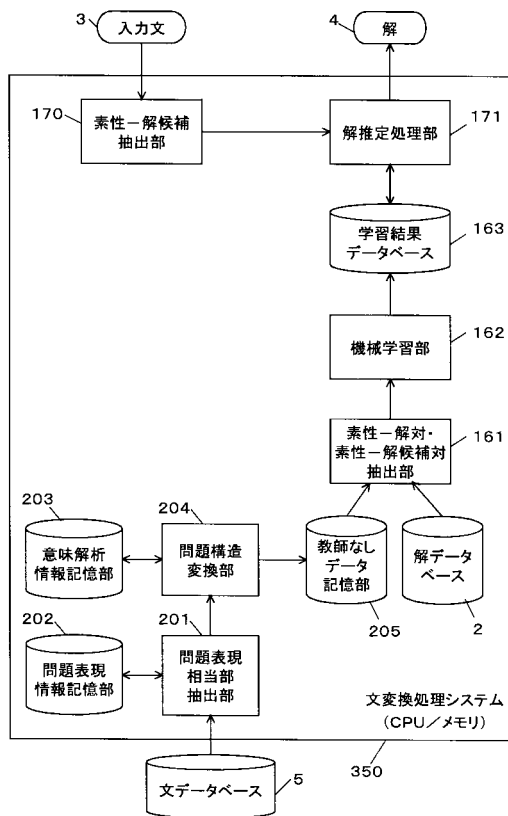 3
入力文
4
解
170
素性－解候補
抽出部
解推定処理部
171
学習結果
データベース
163
機械学習部
162
素性－解対・
素性－解候補対
抽出部
161
203
意味解析
情報記憶部
204
問題構造
変換部
教師なし
データ
記憶部
205
解データ
ベース
2
202
問題表現
情報記憶部
201
問題表現
相当部
抽出部
文変換処理システム
（CPU／メモリ）
350
文データベース
5